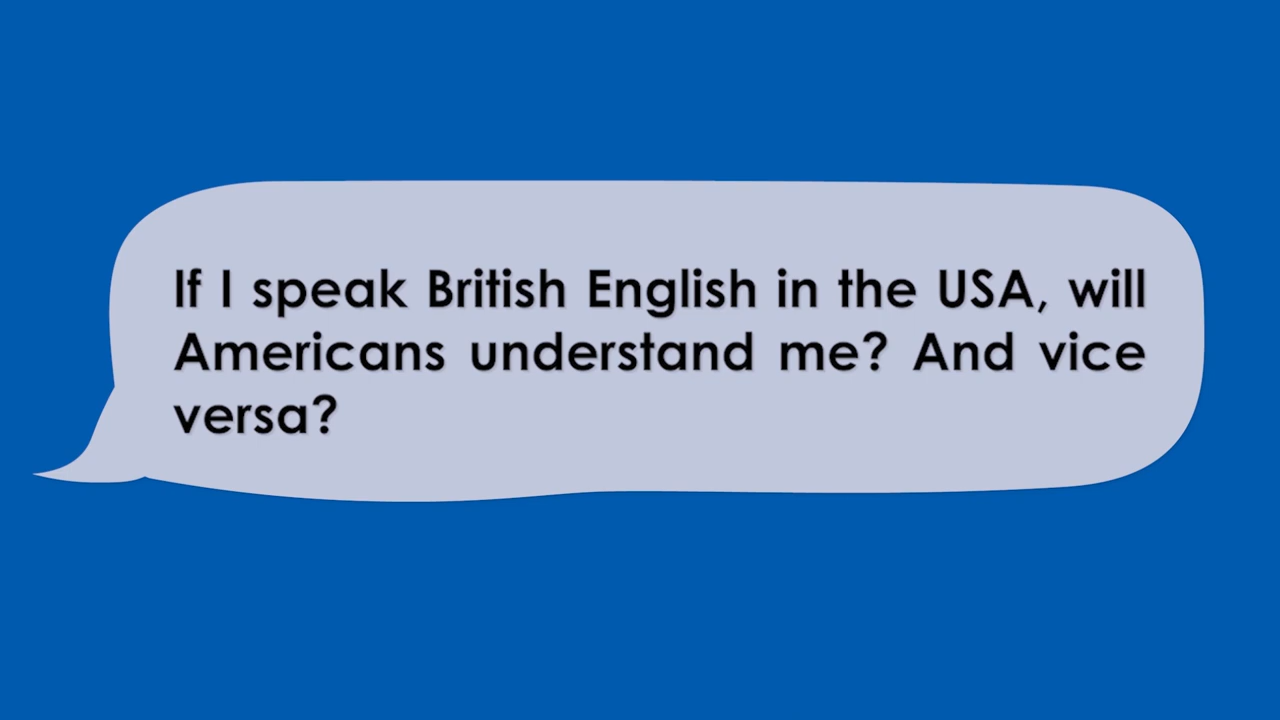 If I speak British English in the USA, will
Americans understand me? And vice
versa?